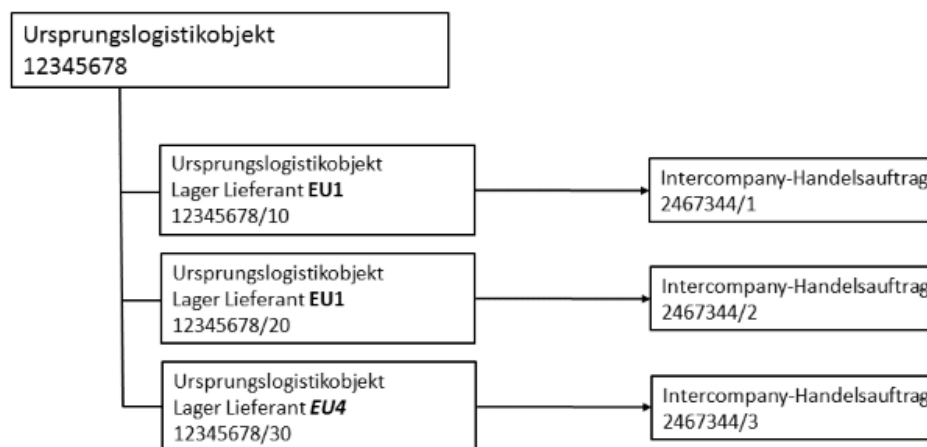 Ursprungslogistikobjekt
12345678
Ursprungslogistikobjekt
Lager Lieferant EU1
12345678/10
Intercompany-Handelsauftrag
2467344/1
Ursprungslogistikobjekt
Lager Lieferant EU1
12345678/20
Intercompany-Handelsauftrag
2467344/2
Ursprungslogistikobjekt
Lager Lieferant EU4
12345678/30
Intercompany-Handelsauftrag
2467344/3